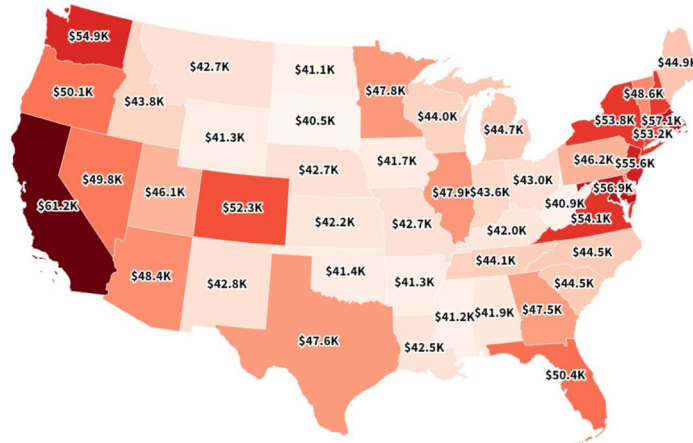 $54.9K
$42.7K
$41.1K
$44.9K
$50.1K
$43.8K
$47.8K
$48.6K
$40.5K
$44.0K
$53.8K
$57.1K
$41.3K
$44.7K
$53.2K
$41.7K
$46.2K
$55.6K
$42.7K
$43.0K
$49.8K
$46.1K
$47.9K
$43.6K
$56.9K
$61.2K
$52.3K
$40.9K
$42.2K
$42.7K
$54.1K
$42.0K
$44.5K
$44.1K
$48.4K
$42.8K
$41.4K
$41.3K
$44.5K
$41.2K
$41.9K
$47.5K
$47.6K
$42.5K
$50.4K